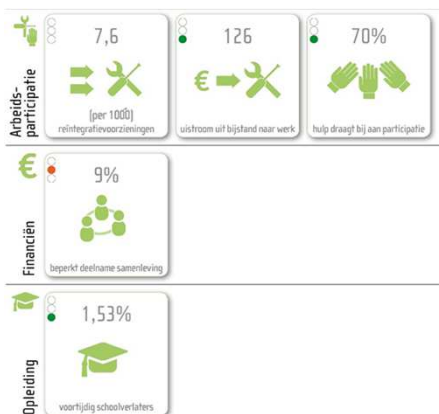 Arbeids-
participatie
7,6
(per 1000)
reïntegratievoorzieningen
126
€
uistroom uit bijstand naar werk
70%
hulp draagt bij aan participatie
€
Financiën
9%
beperkt deelname samenleving
Opleiding
1,53%
voortijdig schoolverlaters